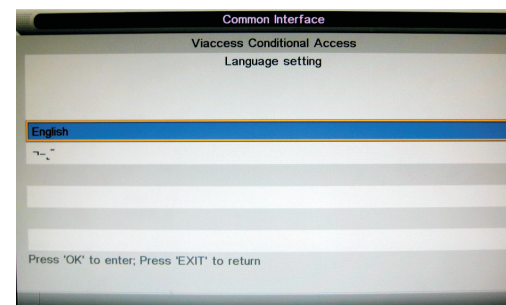 Common Interface
Viaccess Conditional Access
Language setting
English
Press 'OK' to enter; Press 'EXIT' to return